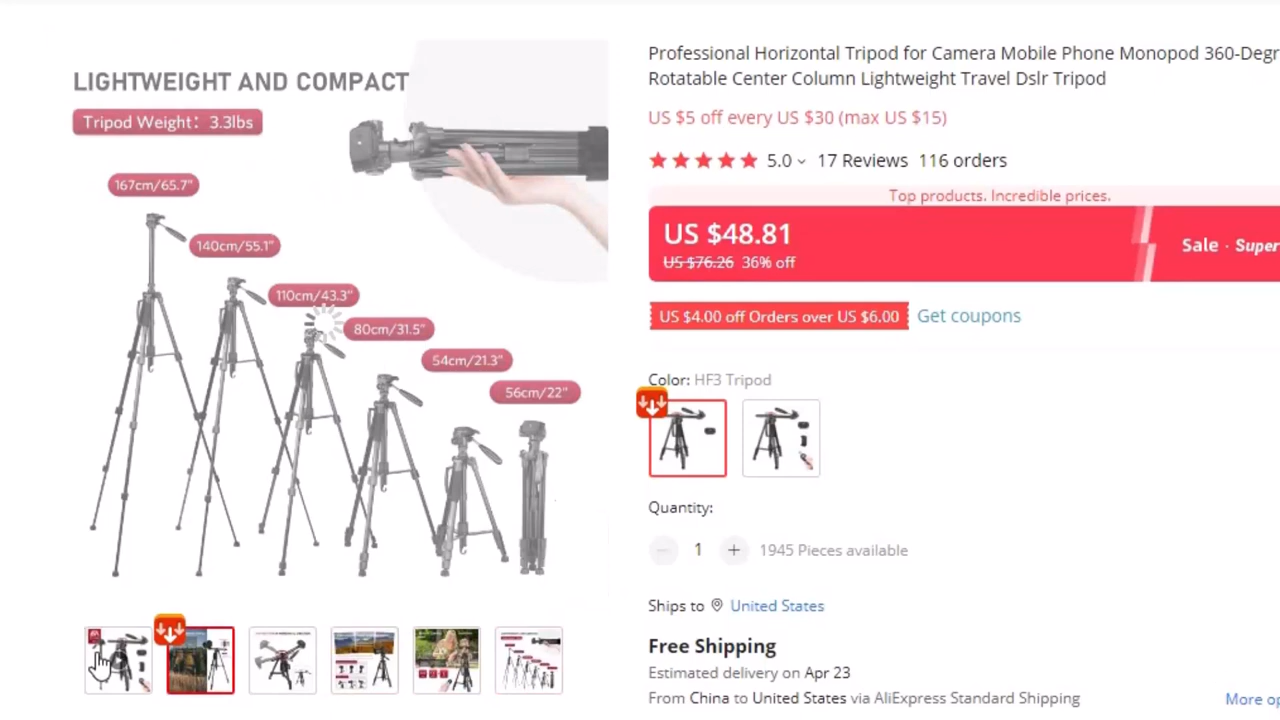 LIGHTWEIGHT AND COMPACT
Tripod Weight: 3.3lbs
167cm/65.7"
140cm/55.1"
110cm/43.3"
80cm/31.5"
54cm/21.3"
56cm/22"
Professional Horizontal Tripod for Camera Mobile Phone Monopod 360-Degr
Rotatable Center Column Lightweight Travel Dslr Tripod
US $5 off every US $30 (max US $15)
5.0 17 Reviews 116 orders
Top products. Incredible prices.
US $48.81
US $76.26 36% off
Sale · Super
US $4.00 off Orders over US $6.00 Get coupons
Color: HF3 Tripod
Quantity:
1 + 1945 Pieces available
Ships to United States
Free Shipping
Estimated delivery on Apr 23
From China to United States via AliExpress Standard Shipping
More op